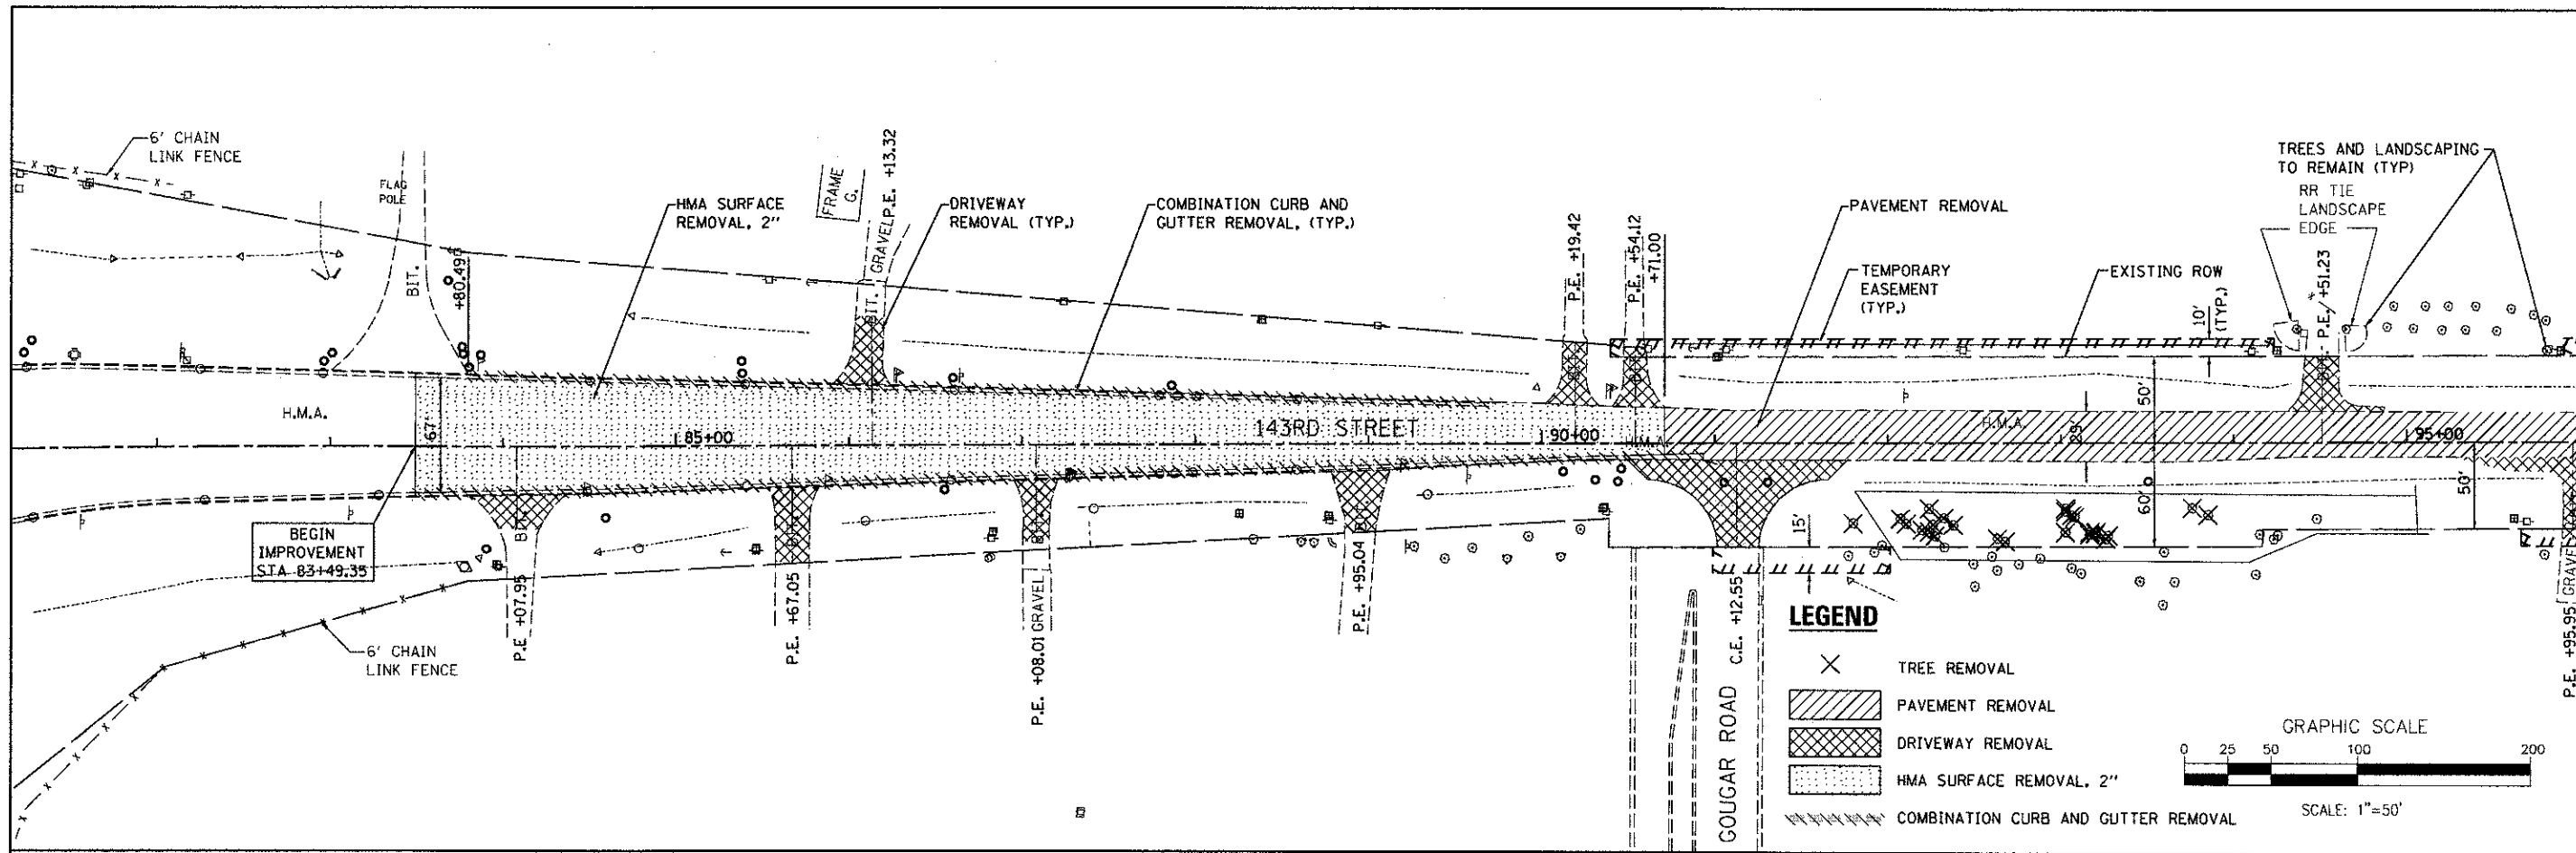 6' CHAIN
LINK FENCE
FLAG
POLE
BIT.
+80.49
HMA SURFACE
REMOVAL, 2"
FRAME
G.
BIT.
GRAVEL
P.E. +13.32
DRIVEWAY
REMOVAL (TYP.)
COMBINATION CURB AND
GUTTER REMOVAL, (TYP.)
P.E. +19.42
P.E. +54.12
+71.00
PAVEMENT REMOVAL
TEMPORARY
EASEMENT
(TYP.)
EXISTING ROW
10'
(TYP.)
TREES AND LANDSCAPING
TO REMAIN (TYP)
RR TIE
LANDSCAPE
EDGE
P.E. +51.23
H.M.A.
67'
85+00
143RD STREET
90+00
H.M.A.
H.M.A.
29'
50'
95+00
60'
50'
15'
BEGIN
IMPROVEMENT
STA 83+49.35
BIT.
P.E. +07.95
P.E. +67.05
P.E. +08.01
GRAVEL
P.E. +95.04
C.E. +12.55
GOUGAR ROAD
P.E. +95.95
GRAVEL
6' CHAIN
LINK FENCE
LEGEND
TREE REMOVAL
PAVEMENT REMOVAL
DRIVEWAY REMOVAL
HMA SURFACE REMOVAL, 2"
COMBINATION CURB AND GUTTER REMOVAL
GRAPHIC SCALE
0 25 50 100 200
SCALE: 1"=50'